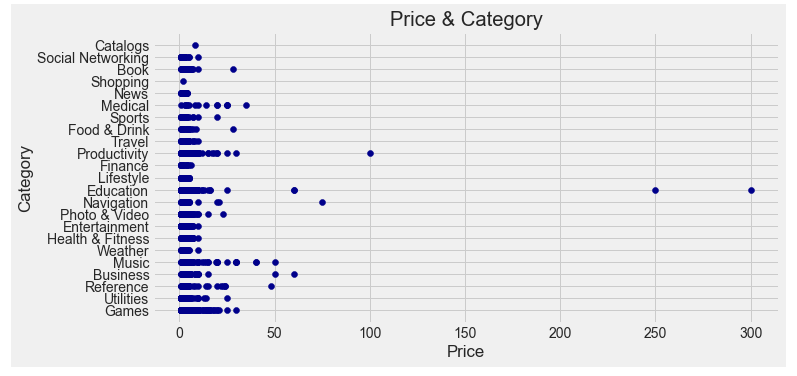 Price & Category
Catalogs
Social Networking
Book
Shopping
News
Medical
Sports
Food & Drink
Travel
Productivity
Finance
Lifestyle
Education
Navigation
Photo & Video
Entertainment
Health & Fitness
Weather
Music
Business
Reference
Utilities
Games
Category
0 50 100 150 200 250 300
Price